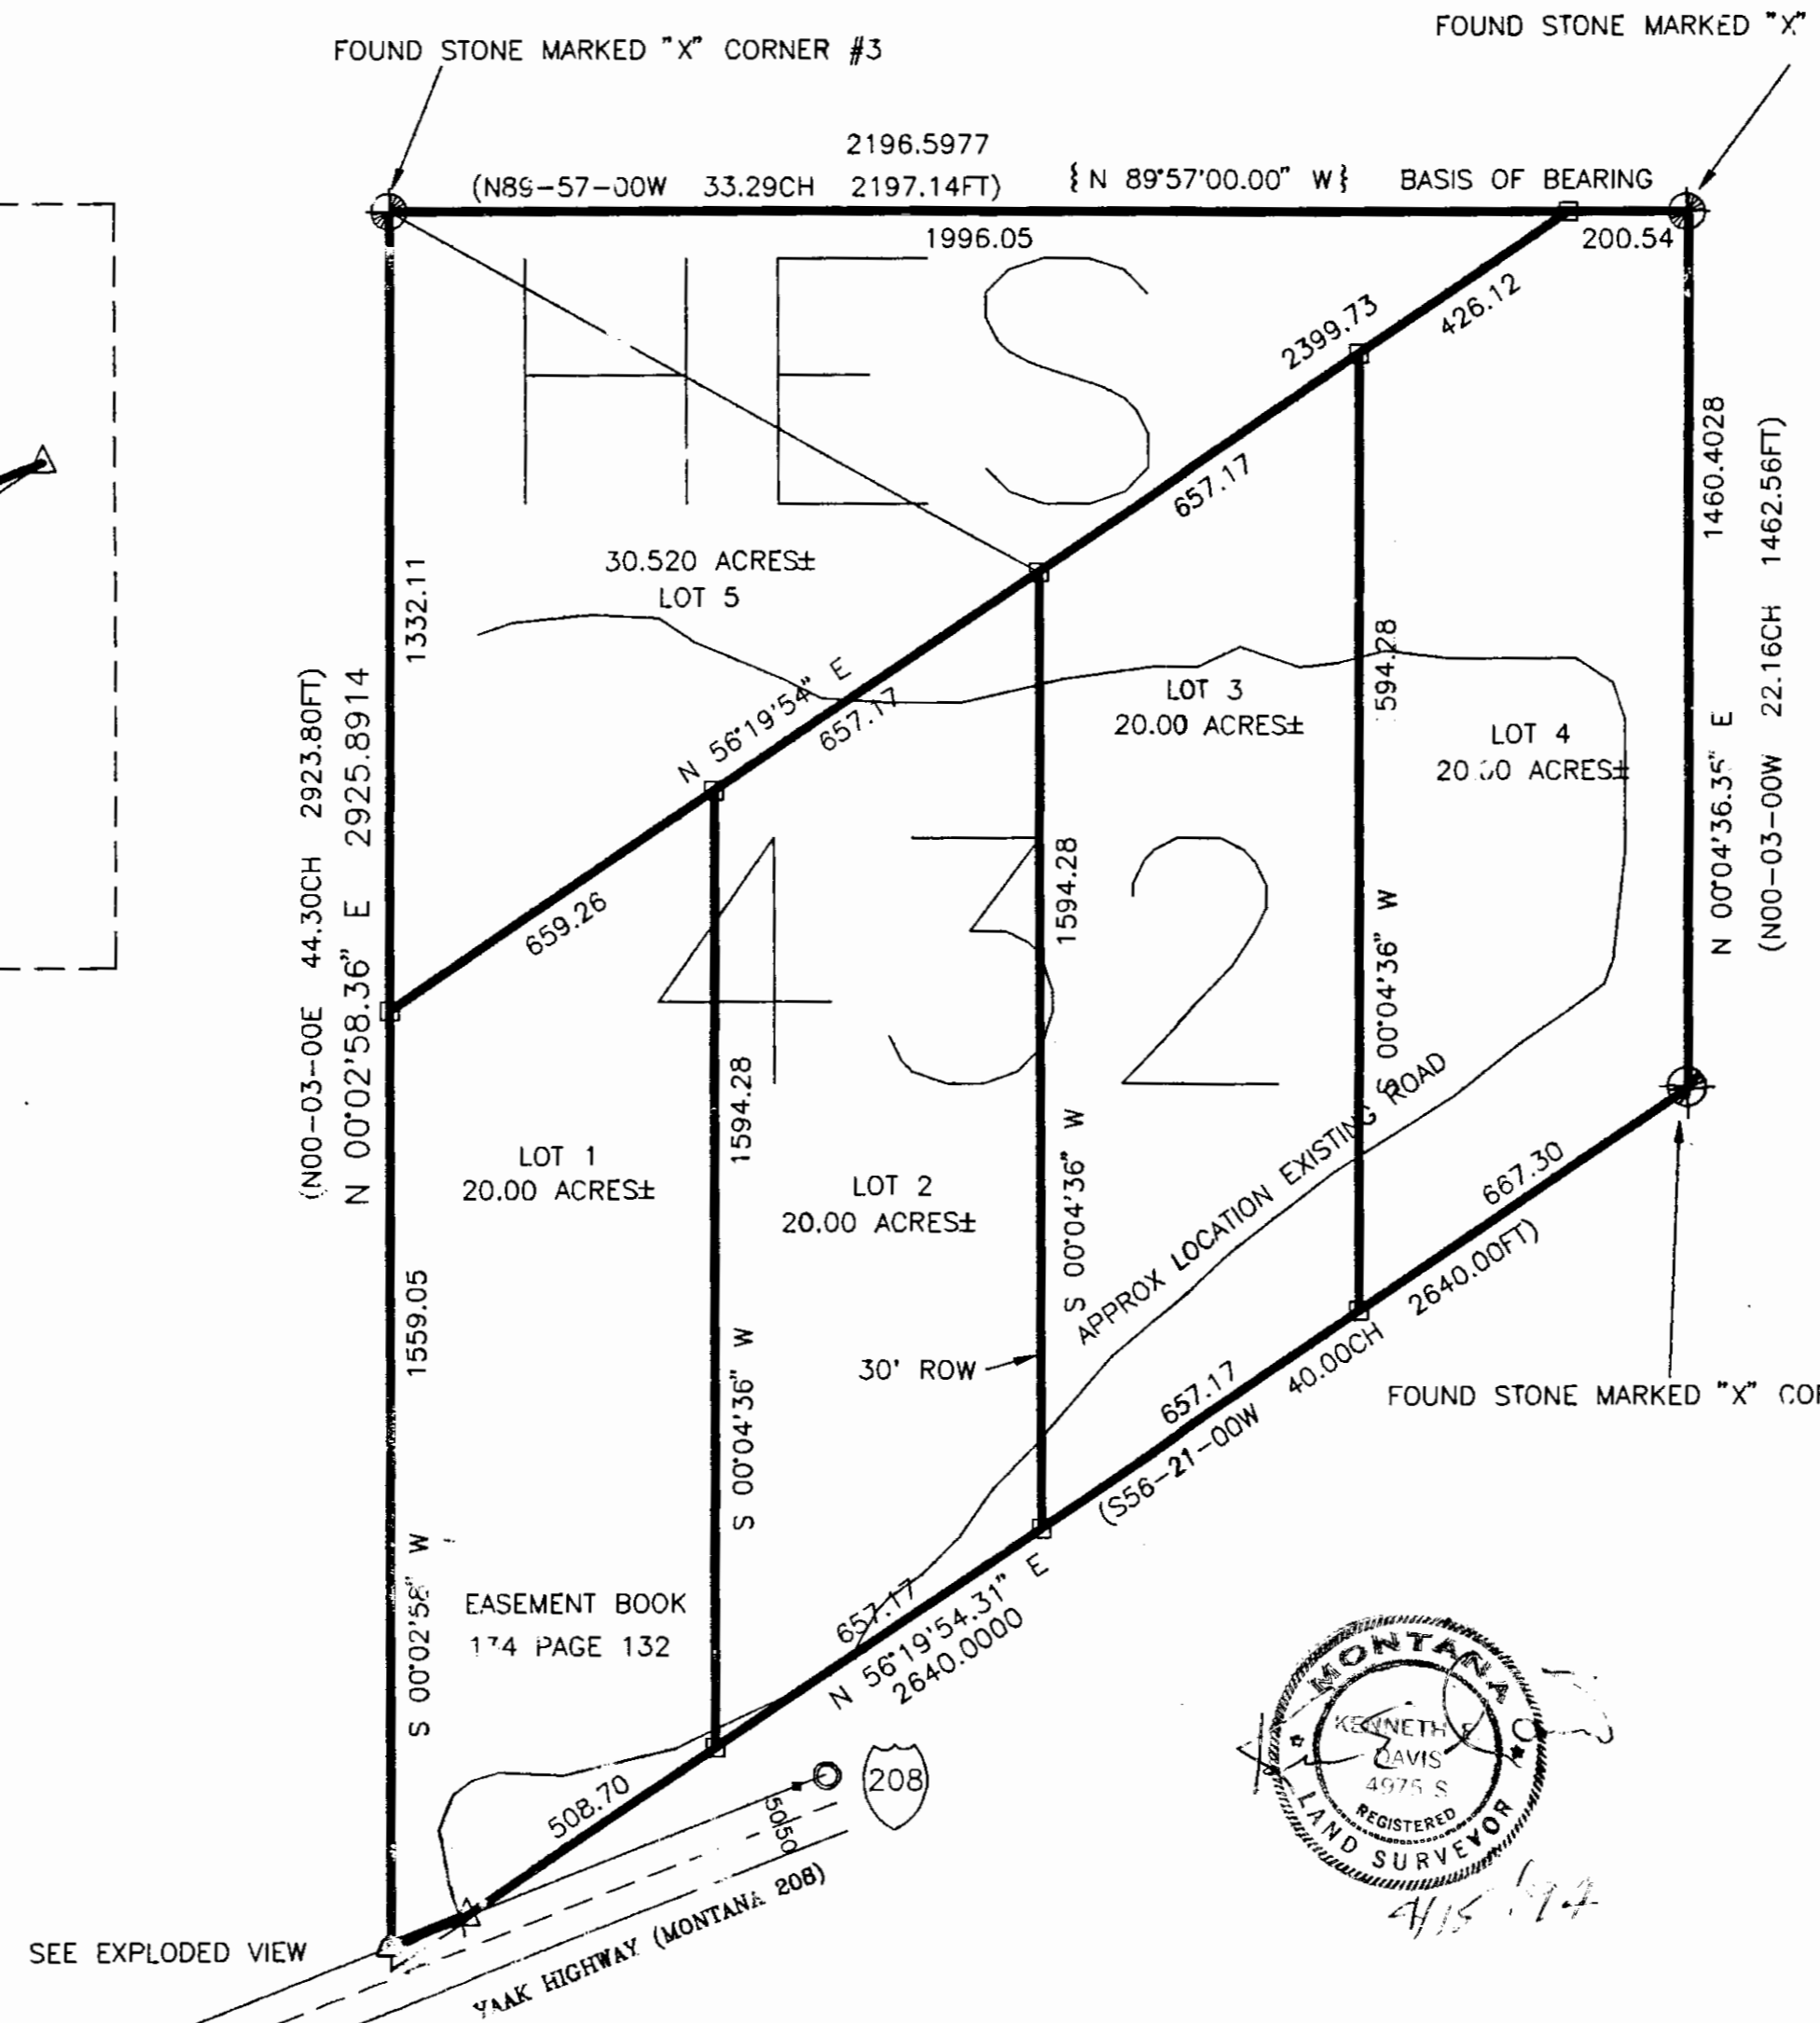 FOUND STONE MARKED "X" CORNER #3
FOUND STONE MARKED "X"
2196.5977
(N89-57-00W 33.29CH 2197.14FT)
{N 89°57'00.00" W}
BASIS OF BEARING
1996.05
200.54
HES
2399.73
426.12
657.17
1460.4028
1462.56FT)
22.16CH
(N00-03-00W
N 00°04'36.35" E
30.520 ACRES±
LOT 5
1332.11
(N00-03-00E 44.30CH 2923.80FT)
N 00°02'58.36" E 2925.8914
N 56°19'54" E
657.17
659.26
LOT 3
20.00 ACRES±
594.28
LOT 4
ACRES±
432
1594.28
S 00°04'36" W
1594.28
S 00°04'36" W
S 00°04'36" W
LOT 1
20.00 ACRES±
LOT 2
20.00 ACRES±
APPROX LOCATION EXISTING ROAD
30' ROW
1559.05
S 00°02'58" W
667.30
2640.00FT)
40.00CH
(S56-21-00W
657.17
FOUND STONE MARKED "X"
EASEMENT BOOK
PAGE 132
657.17
N 56°19'54.31" E
2640.0000
508.70
208
50
50
YAAK HIGHWAY (MONTANA 208)
SEE EXPLODED VIEW
MONTANA
KENNETH
DAVIS
4975 S
REGISTERED
LAND SURVEYOR